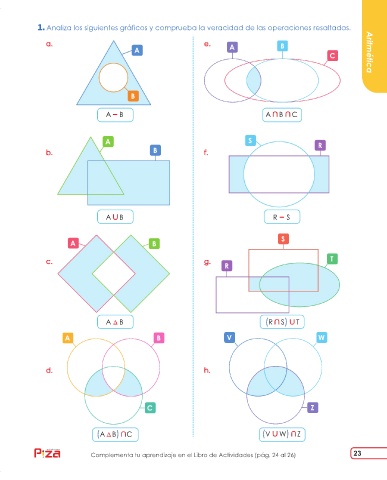 1. Analiza los siguientes gráficos y comprueba la veracidad de las operaciones resaltadas.
Aritmética
a.
A
B
A − B
e.
A
B
C
A∩B∩C
b.
A
B
A∪B
f.
S
R
R − S
c.
A
B
A △ B
g.
S
T
R
(R∩S) ∪T
d.
A
B
C
(A △ B) ∩C
h.
V
W
Z
(V ∪ W) ∩Z
Piza
Complementa tu aprendizaje en el Libro de Actividades (pág. 24 al 26)
23